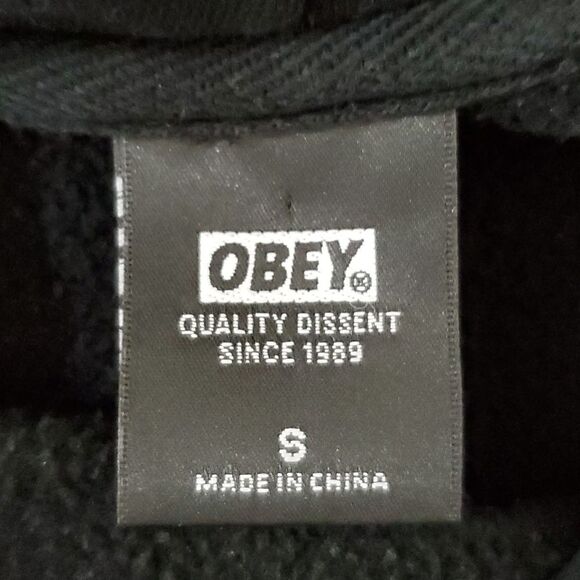 OBEY®
QUALITY DISSENT
SINCE 1989
S
MADE IN CHINA